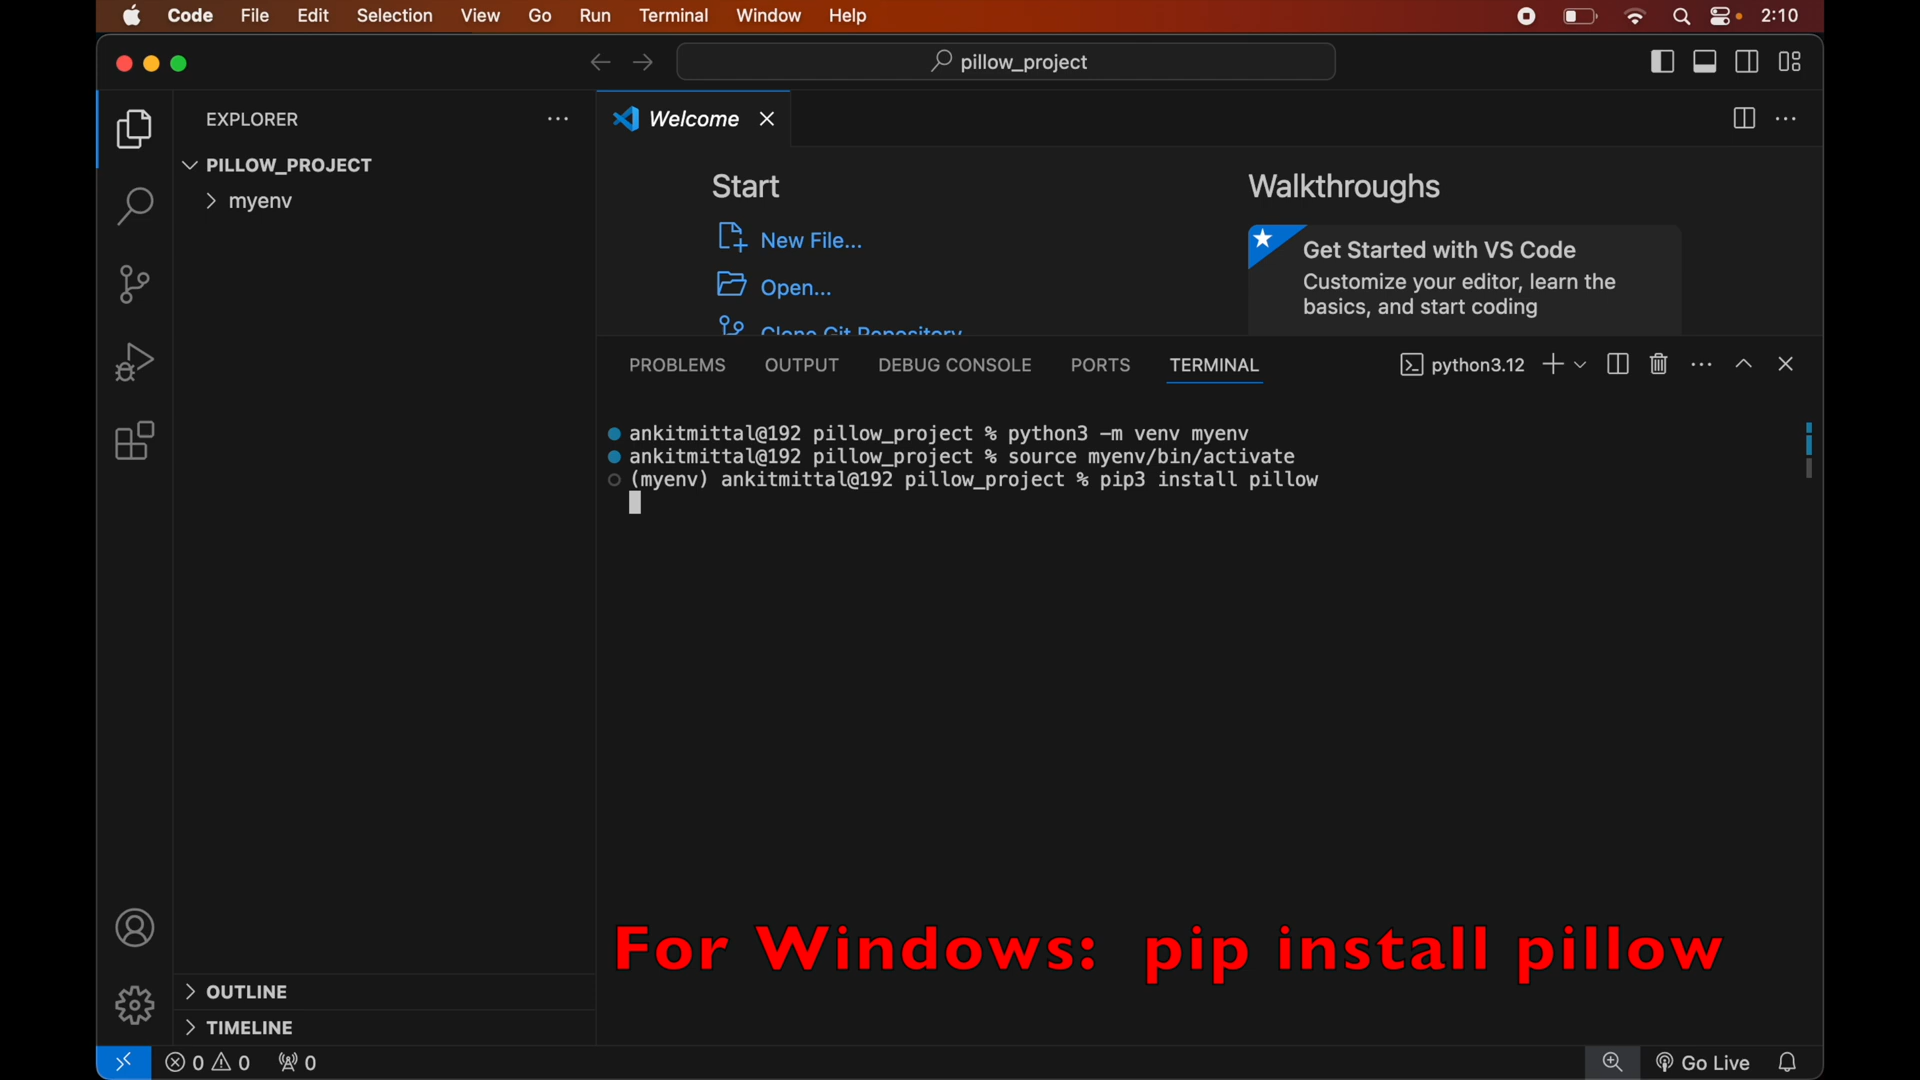 Code File Edit Selection View Go Run Terminal Window Help 2:10
pillow_project
EXPLORER
PILLOW_PROJECT
myenv
Welcome
Start
New File...
Open...
Clone Git Repository...
Walkthroughs
Get Started with VS Code
Customize your editor, learn the
basics, and start coding
PROBLEMS OUTPUT DEBUG CONSOLE PORTS TERMINAL python3.12
ankitmittal@192 pillow_project % python3 -m venv myenv
ankitmittal@192 pillow_project % source myenv/bin/activate
(myenv) ankitmittal@192 pillow_project % pip3 install pillow
For Windows: pip install pillow
OUTLINE
TIMELINE
0 0 0 Go Live